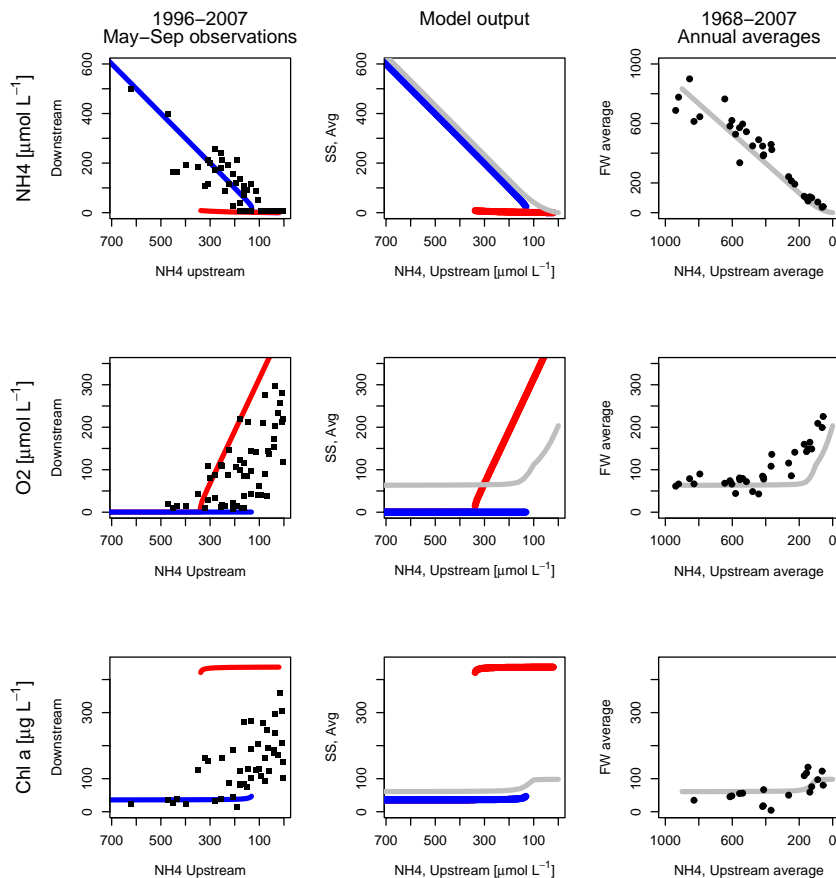 1996−2007
May−Sep observations
Model output
1968−2007
Annual averages
NH4 [μmol L−1]
Downstream
600
400
200
0
700
500
300
100
NH4 upstream
SS, Avg
600
400
200
0
700
500
300
100
NH4, Upstream [μmol L−1]
FW average
1000
600
200
0
1000
600
200
0
NH4, Upstream average
O2 [μmol L−1]
Downstream
300
200
100
0
700
500
300
100
NH4 Upstream
SS, Avg
300
200
100
0
700
500
300
100
NH4, Upstream [μmol L−1]
FW average
300
200
100
0
1000
600
200
0
NH4, Upstream average
Chl a [μg L−1]
Downstream
300
100
0
700
500
300
100
NH4 Upstream
SS, Avg
300
100
0
700
500
300
100
NH4, Upstream [μmol L−1]
FW average
300
100
0
1000
600
200
0
NH4, Upstream average